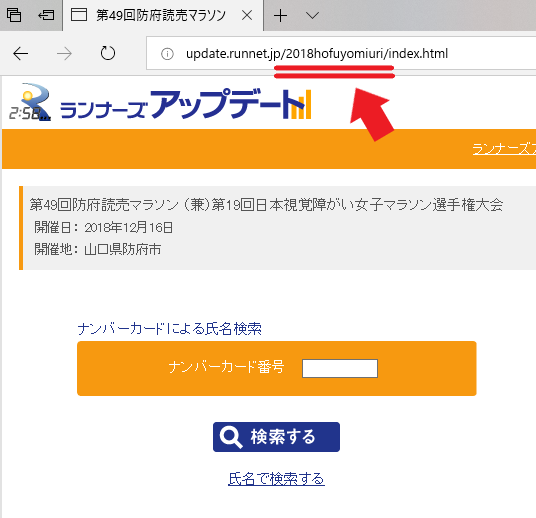 第49回防府読売マラソン
update.runnet.jp/2018hofuyomiuri/index.html
2:58
ランナーズ アップデート
ランナーズア
第49回防府読売マラソン (兼)第19回日本視覚障がい女子マラソン選手権大会
開催日: 2018年12月16日
開催地: 山口県防府市
ナンバーカードによる氏名検索
ナンバーカード番号
検索する
氏名で検索する